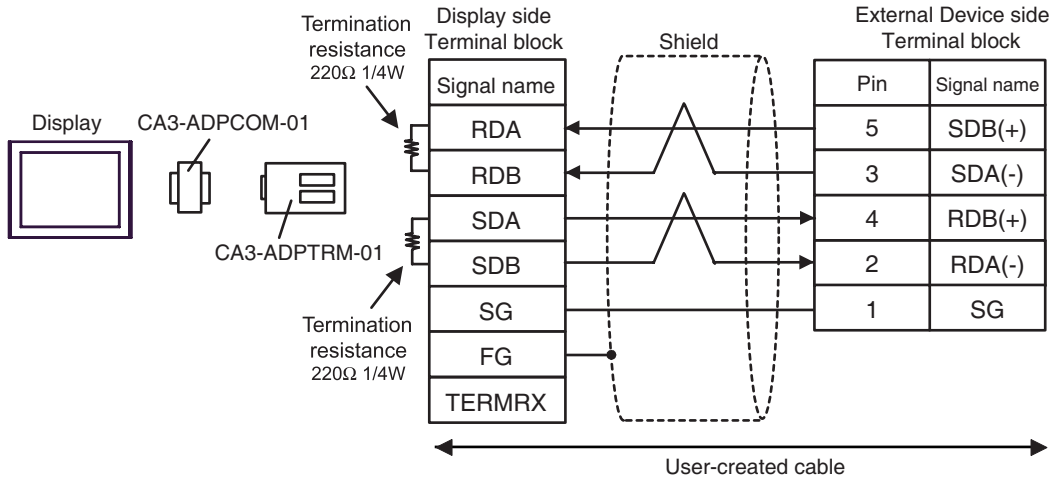 Termination
resistance
220Ω 1/4W
Display side
Terminal block
Shield
External Device side
Terminal block
Display
CA3-ADPCOM-01
CA3-ADPTRM-01
Signal name
RDA
RDB
SDA
SDB
SG
FG
TERMRX
Pin Signal name
5 SDB(+)
3 SDA(-)
4 RDB(+)
2 RDA(-)
1 SG
Termination
resistance
220Ω 1/4W
User-created cable